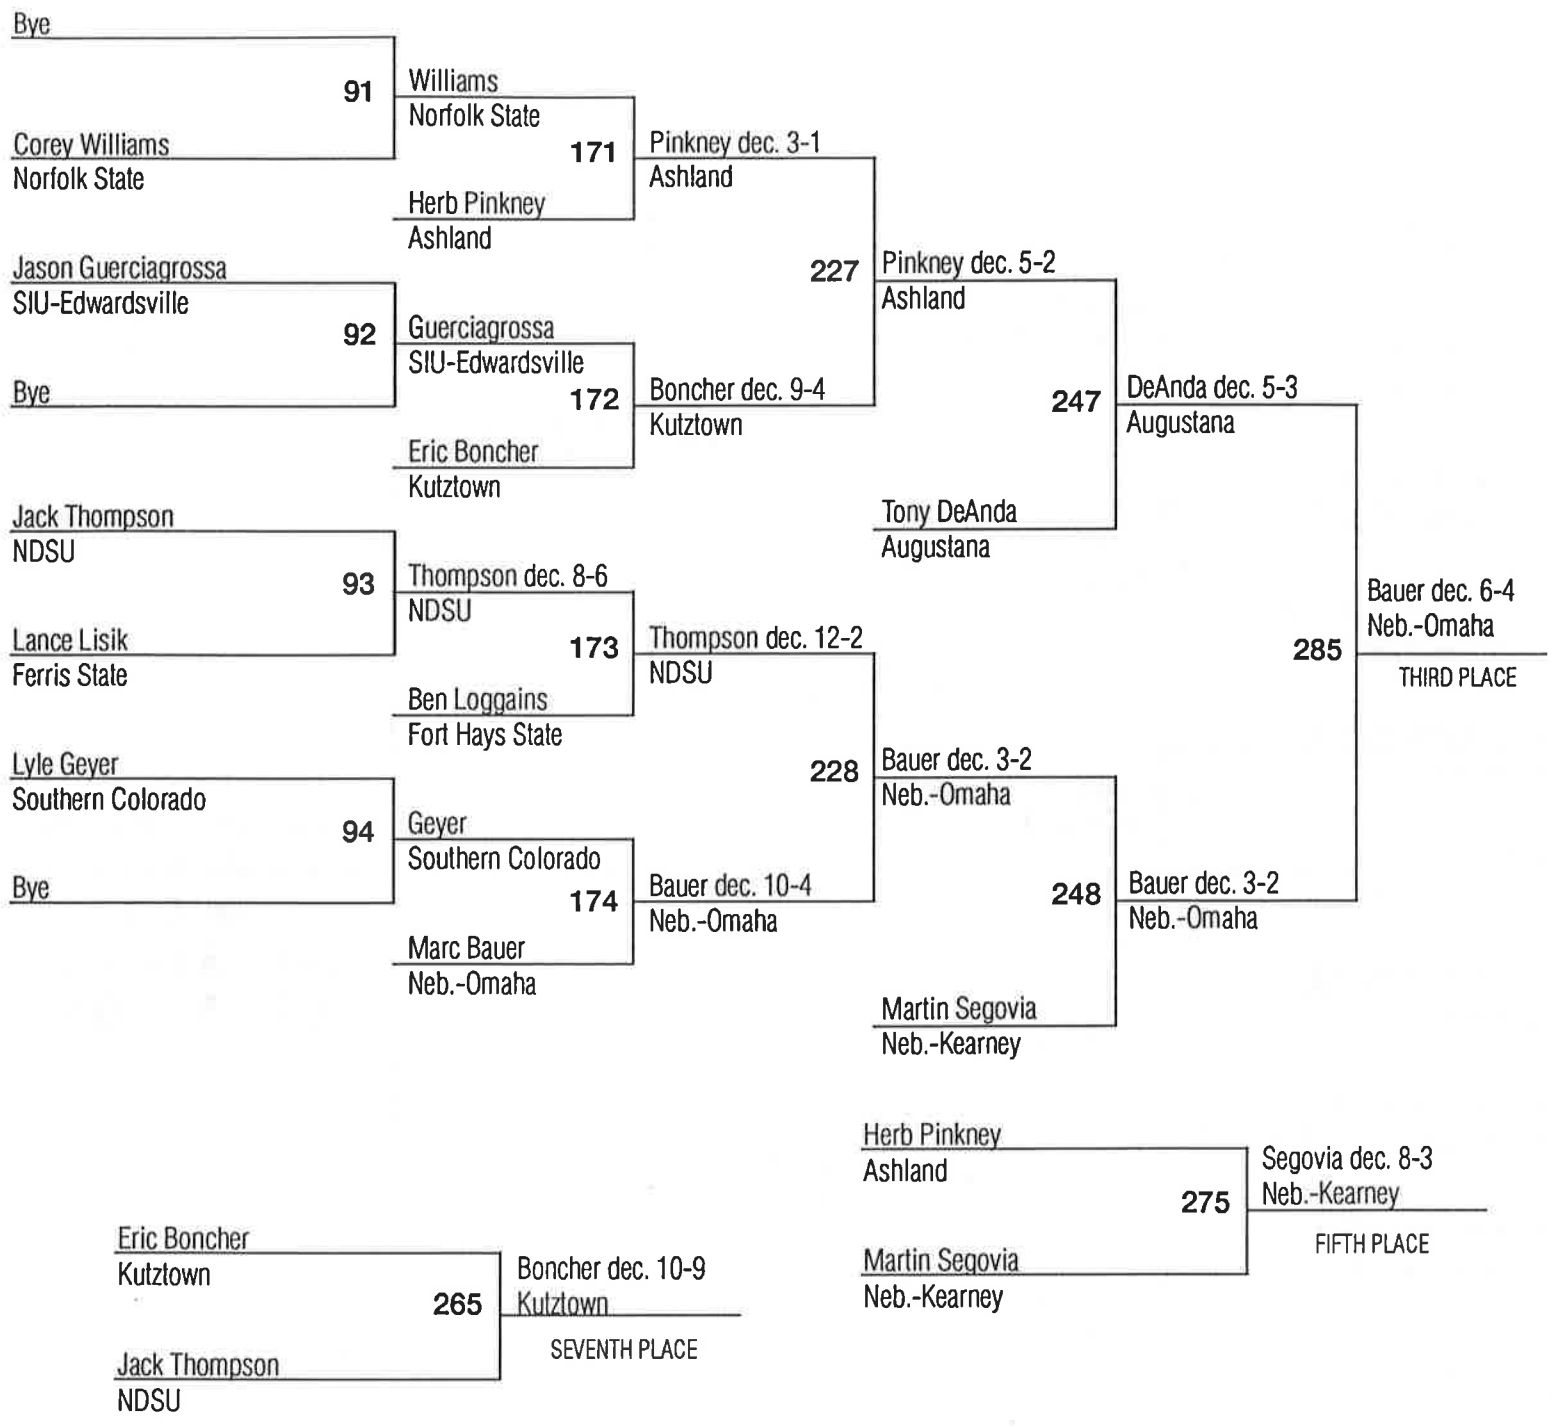 Bye
91
Williams
Norfolk State
Corey Williams
Norfolk State
171
Pinkney dec. 3-1
Ashland
Herb Pinkney
Ashland
Jason Guerciagrossa
SIU-Edwardsville
227
Pinkney dec. 5-2
Ashland
92
Guerciagrossa
SIU-Edwardsville
Bye
172
Boncher dec. 9-4
Kutztown
247
DeAnda dec. 5-3
Augustana
Eric Boncher
Kutztown
Jack Thompson
NDSU
Tony DeAnda
Augustana
93
Thompson dec. 8-6
NDSU
Lance Lisik
Ferris State
173
Thompson dec. 12-2
NDSU
285
Bauer dec. 6-4
Neb.-Omaha
THIRD PLACE
Ben Loggains
Fort Hays State
Lyle Geyer
Southern Colorado
228
Bauer dec. 3-2
Neb.-Omaha
94
Geyer
Southern Colorado
Bye
174
Bauer dec. 10-4
Neb.-Omaha
248
Bauer dec. 3-2
Neb.-Omaha
Marc Bauer
Neb.-Omaha
Martin Segovia
Neb.-Kearney
Herb Pinkney
Ashland
275
Segovia dec. 8-3
Neb.-Kearney
FIFTH PLACE
Martin Segovia
Neb.-Kearney
Eric Boncher
Kutztown
265
Boncher dec. 10-9
Kutztown
SEVENTH PLACE
Jack Thompson
NDSU